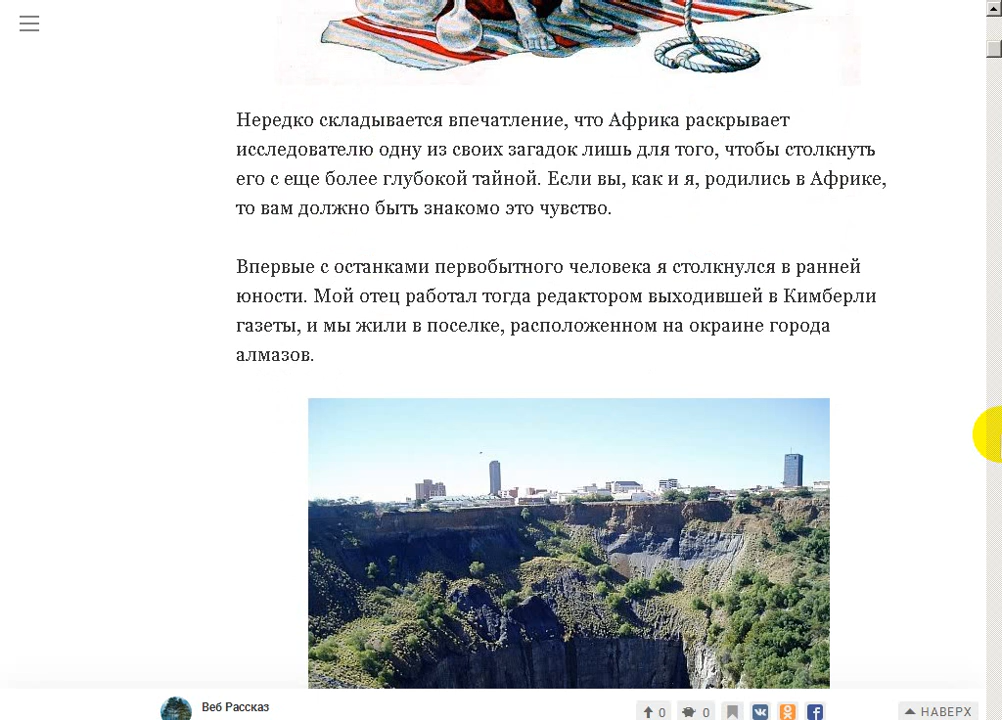 Нередко складывается впечатление, что Африка раскрывает
исследователю одну из своих загадок лишь для того, чтобы столкнуть
его с еще более глубокой тайной. Если вы, как и я, родились в Африке,
то вам должно быть знакомо это чувство.
Впервые с останками первобытного человека я столкнулся в ранней
юности. Мой отец работал тогда редактором выходившей в Кимберли
газеты, и мы жили в поселке, расположенном на окраине города
алмазов.
Веб Рассказ 0 0 НАВЕРХ